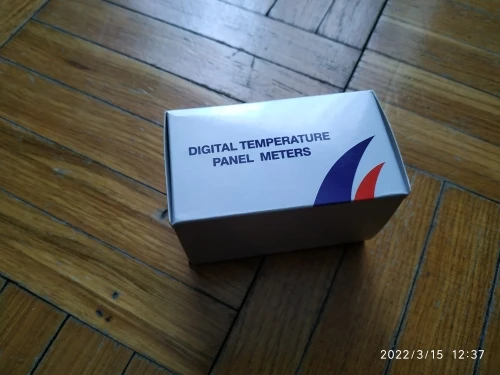 DIGITAL TEMPERATURE
PANEL METERS
2022/3/15 12:37